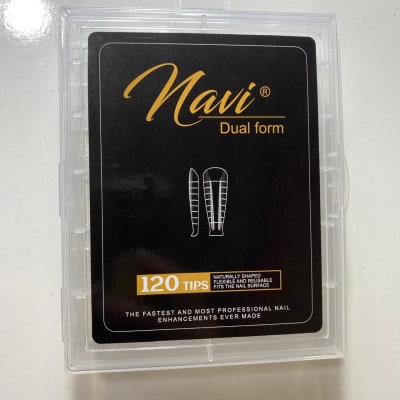 Navi®
Dual form
120 TIPS
NATURALLY SHAPED
FLEXIBLE AND REUSABLE
FITS THE NAIL SURFACE
THE FASTEST AND MOST PROFESSIONAL NAIL
ENHANCEMENTS EVER MADE